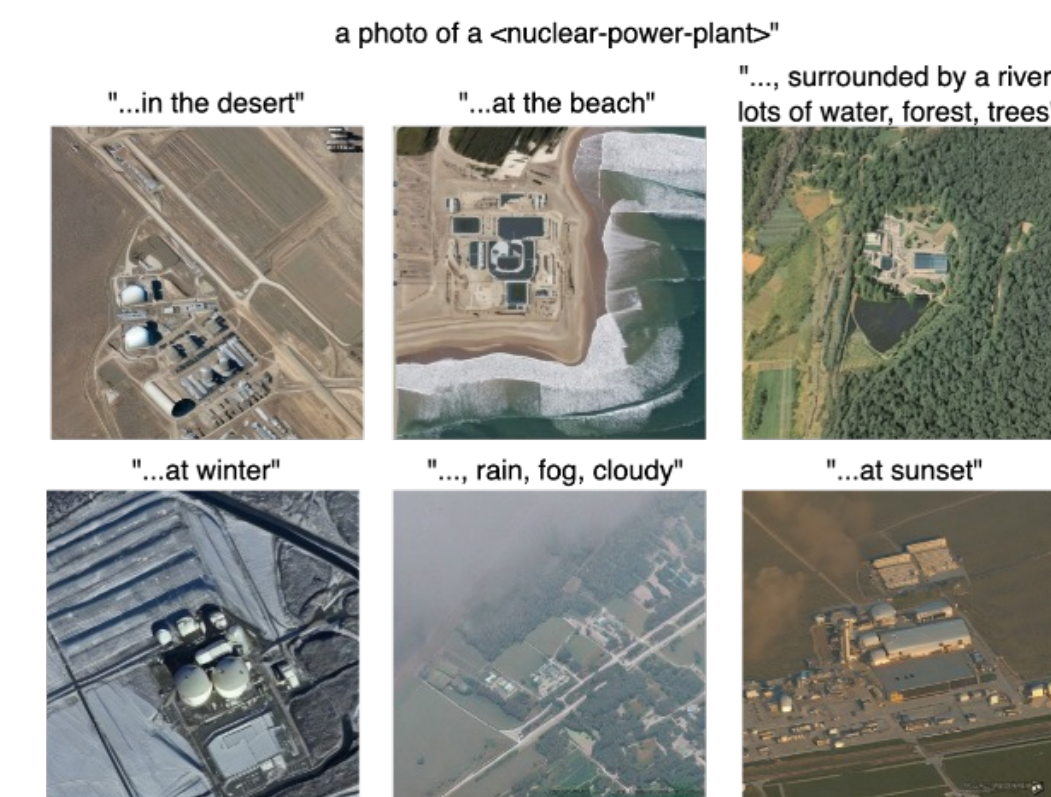 a photo of a <nuclear-power-plant>"
"...in the desert"
"...at the beach"
"..., surrounded by a river
lots of water, forest, trees"
"...at winter"
"..., rain, fog, cloudy"
"...at sunset"